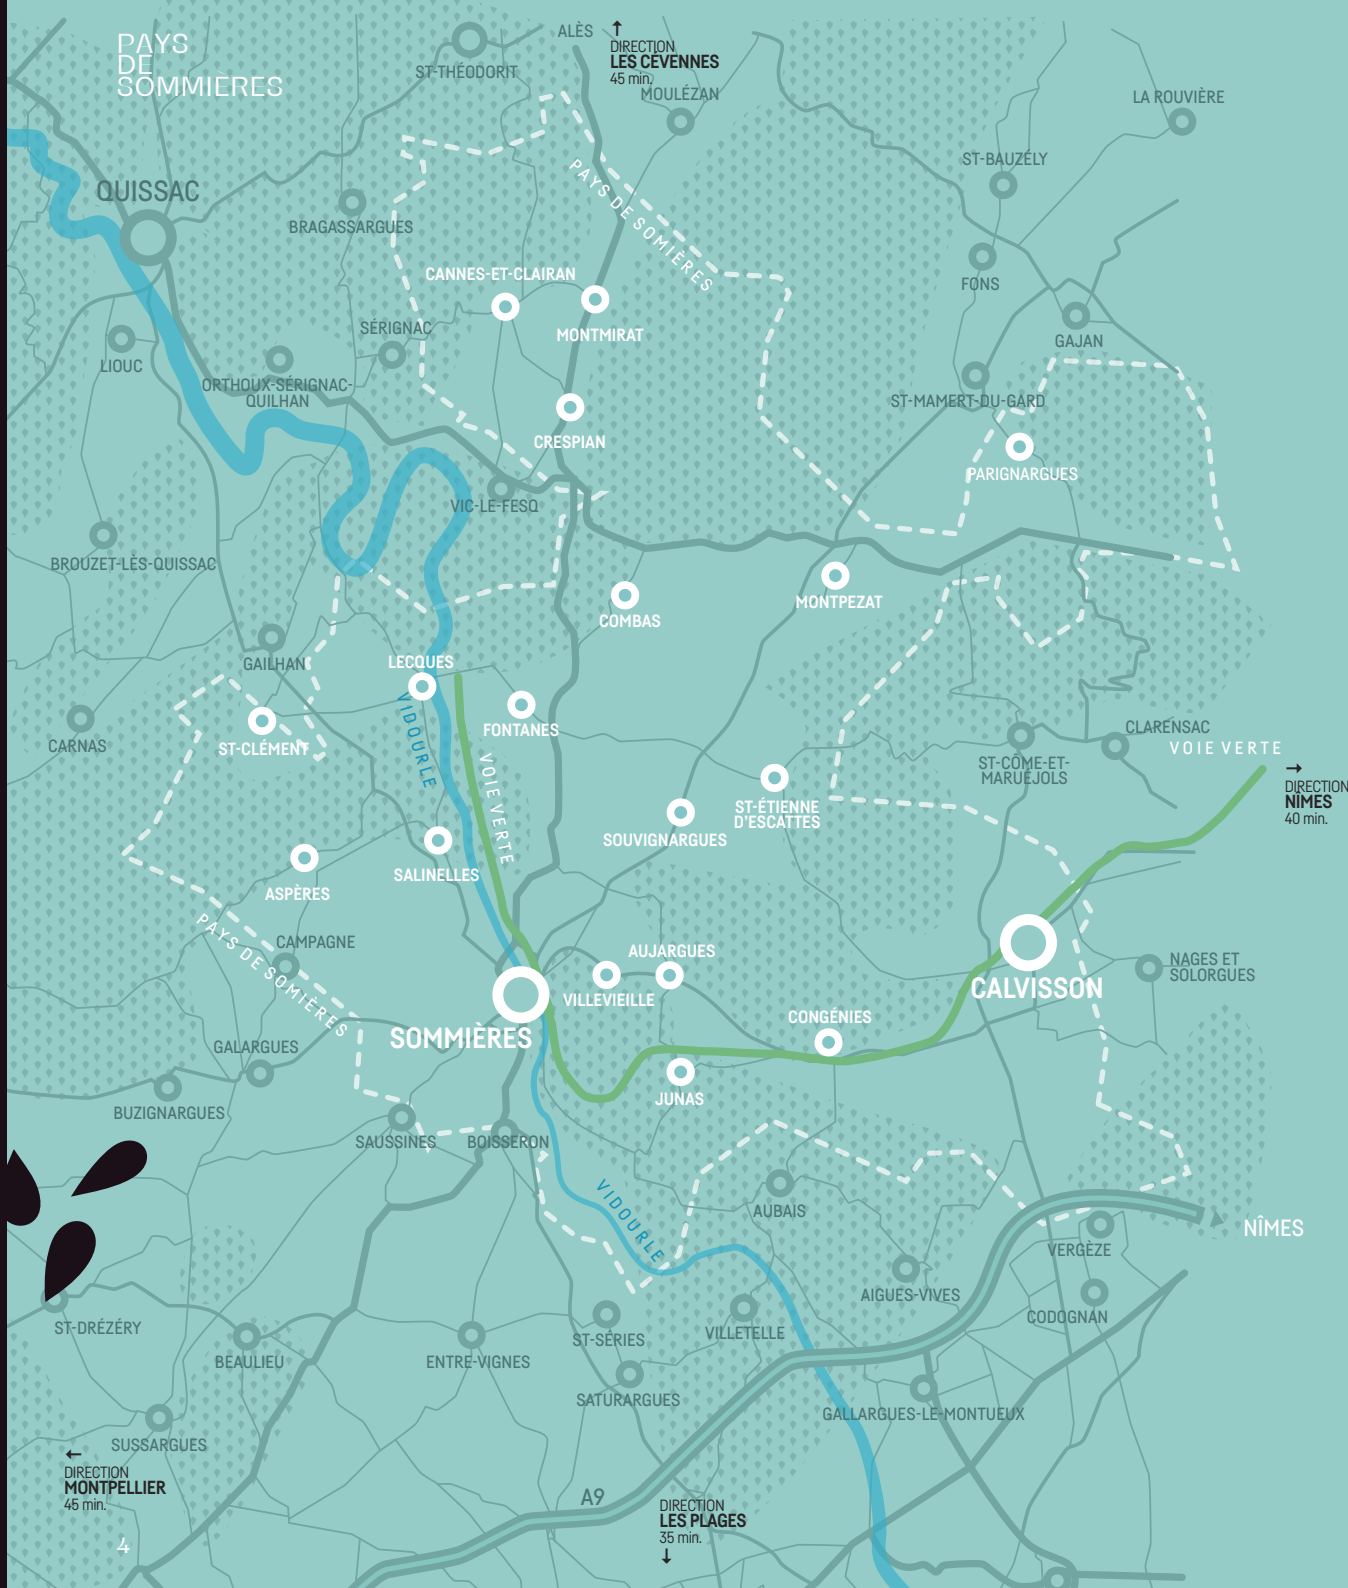 PAYS
DE
SOMMIÈRES
ALÈS
DIRECTION
LES CÉVENNES
45 min.
ST-THÉODORIT
MOULÉZAN
LA ROUVIÈRE
ST-BAUZÉLY
QUISSAC
PAYS DE SOMIÈRES
BRAGASSARGUES
CANNES-ET-CLAIRAN
FONS
SÉRIGNAC
MONTMIRAT
GAJAN
LIOUC
ORTHOUX-SÉRIGNAC-
QUILHAN
ST-MAMERT-DU-GARD
CRESPIAN
PARIGNARGUES
VIC-LE-FESQ
BROUZET-LÈS-QUISSAC
MONTPEZAT
COMBAS
GAILHAN
LECQUES
VIDOURLE
FONTANES
CARNAS
ST-CLÉMENT
CLARENSAC
VOIE VERTE
VOIE VERTE
ST-CÔME-ET-
MARUÉJOLS
DIRECTION
NÎMES
40 min.
ST-ÉTIENNE
D'ESCATTES
SOUVIGNARGUES
SALINELLES
ASPÈRES
PAYS DE SOMIÈRES
CAMPAGNE
AUJARGUES
NAGES ET
SOLORGUES
VILLEVIEILLE
CALVISSON
CONGÉNIES
SOMMIÈRES
GALARGUES
JUNAS
BUZIGNARGUES
SAUSSINES
BOISSERON
VIDOURLE
AUBAIS
NÎMES
VERGÈZE
AIGUES-VIVES
CODOGNAN
ST-DRÉZÉRY
ST-SÉRIES
VILLETELLE
BEAULIEU
ENTRE-VIGNES
SATURARGUES
GALLARGUES-LE-MONTUEUX
SUSSARGUES
DIRECTION
MONTPELLIER
45 min.
A9
DIRECTION
LES PLAGES
35 min.
4